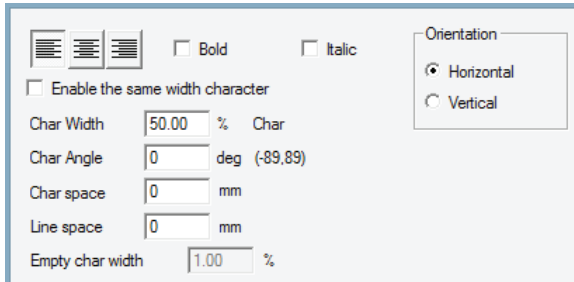 Bold Italic
Orientation
Horizontal
Vertical
Enable the same width character
Char Width 50.00 % Char
Char Angle 0 deg (-89,89)
Char space 0 mm
Line space 0 mm
Empty char width 1.00 %